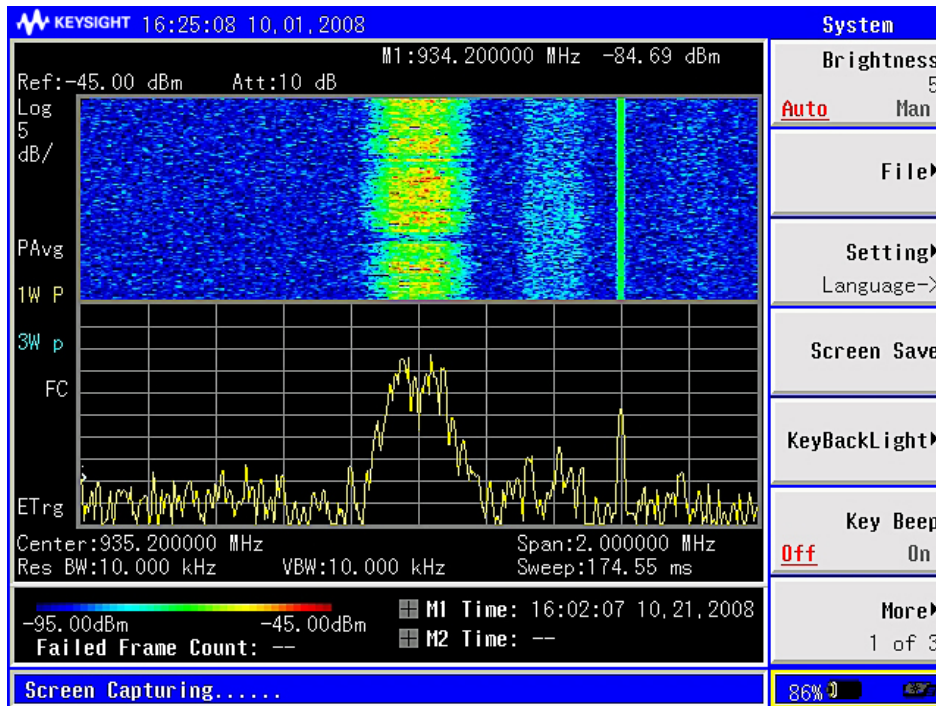 KEYSIGHT 16:25:08 10,01,2008
System
M1:934.200000 MHz -84.69 dBm
Ref:-45.00 dBm Att:10 dB
Log
5
dB/
PAvg
1W P
3W p
FC
ETrg
Center:935.200000 MHz Span:2.000000 MHz
Res BW:10.000 kHz VBW:10.000 kHz Sweep:174.55 ms
-95.00dBm -45.00dBm
M1 Time: 16:02:07 10,21,2008
M2 Time: --
Failed Frame Count: --
Screen Capturing......
Brightness
5
Auto Man
File
Setting
Language->
Screen Save
KeyBackLight
Key Beep
Off On
More
1 of 3
86%